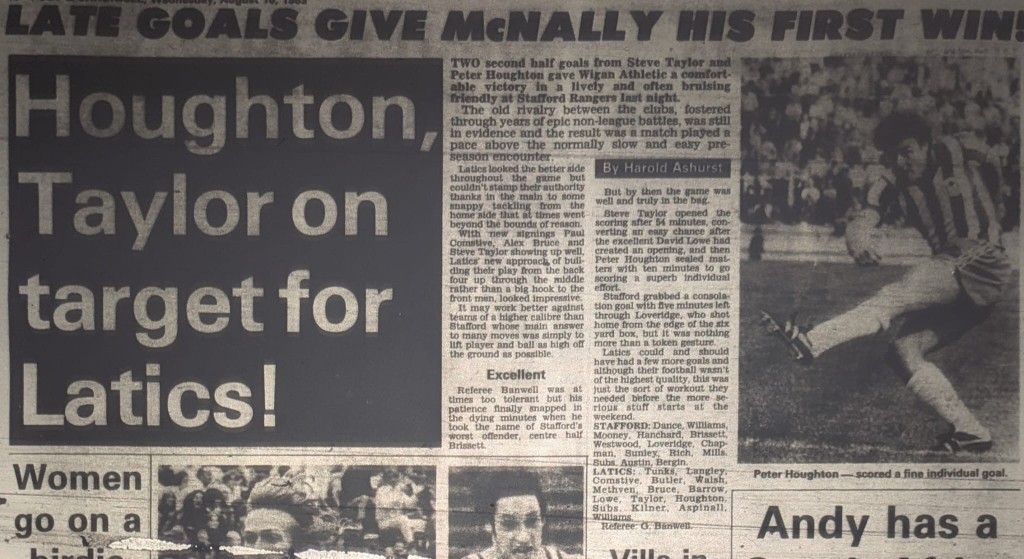 Wednesday, August 10, 1983
LATE GOALS GIVE McNALLY HIS FIRST WIN!
Houghton,
Taylor on
target for
Latics!
TWO second half goals from Steve Taylor and
Peter Houghton gave Wigan Athletic a comfort-
able victory in a lively and often bruising
friendly at Stafford Rangers last night.
The old rivalry between the clubs, fostered
through years of epic non-league battles, was still
in evidence and the result was a match played a
pace above the normally slow and easy pre-
season encounter.
Latics looked the better side
throughout the game but
couldn't stamp their authority
thanks in the main to some
snappy tackling from the
home side that at times went
beyond the bounds of reason.
With new signings Paul
Comstive, Alex Bruce and
Steve Taylor showing up well,
Latics' new approach of buil-
ding their play from the back
four up through the middle
rather than a big hook to the
front men, looked impressive.
It may work better against
teams of a higher calibre than
Stafford whose main answer
to many moves was simply to
lift player and ball as high off
the ground as possible.
Excellent
Referee Banwell was at
times too tolerant but his
patience finally snapped in
the dying minutes when he
took the name of Stafford's
worst offender, centre half
Brissett.
By Harold Ashurst
But by then the game was
well and truly in the bag.
Steve Taylor opened the
scoring after 54 minutes, con-
verting an easy chance after
the excellent David Lowe had
created an opening, and then
Peter Houghton sealed mat-
ters with ten minutes to go
scoring a superb individual
effort.
Stafford grabbed a consola-
tion goal with five minutes left
through Loveridge, who shot
home from the edge of the six
yard box, but it was nothing
more than a token gesture.
Latics could and should
have had a few more goals and
although their football wasn't
of the highest quality, this was
just the sort of workout they
needed before the more se-
rious stuff starts at the
weekend.
STAFFORD: Dance, Williams,
Mooney, Hanchard, Brissett,
Westwood, Loveridge, Chap-
man, Sunley, Rich, Mills.
Subs. Austin, Bergin.
LATICS: Tunks, Langley,
Comstive, Butler, Walsh,
Methven, Bruce, Barrow,
Lowe, Taylor, Houghton.
Subs. Kilner, Aspinall,
Williams.
Referee: G. Banwell.
Peter Houghton — scored a fine individual goal.
Women
go on a
birdie
Villa in
Andy has a